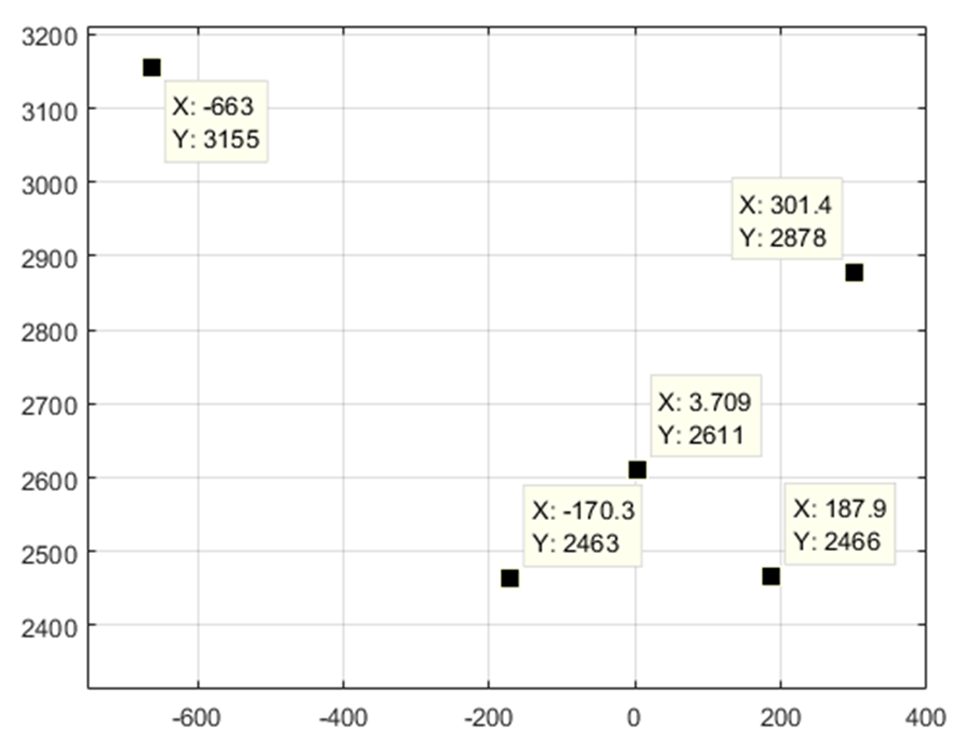 3200
3100
3000
2900
2800
2700
2600
2500
2400
X: -663
Y: 3155
X: 301.4
Y: 2878
X: 3.709
Y: 2611
X: -170.3
Y: 2463
X: 187.9
Y: 2466
-600
-400
-200
0
200
400